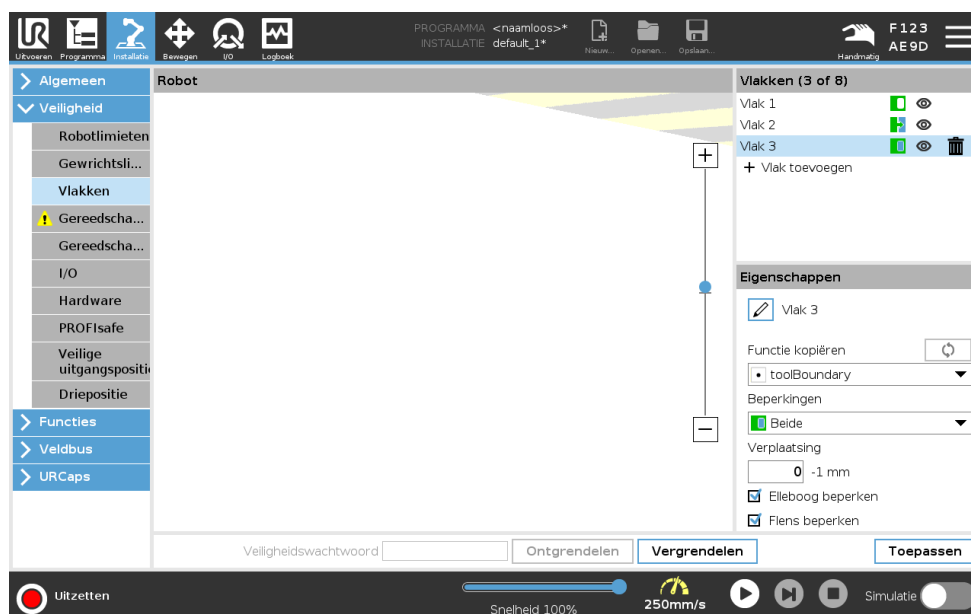 PROGRAMMA <naamloos>*
INSTALLATIE default_1*
Uitvoeren Programma Installatie Bewegen I/O Logboek
Nieuw... Openen... Opslaan...
Handmatig
F123
AE9D
Algemeen
Veiligheid
Robotlimieten
Gewrichtsli...
Vlakken
Gereedscha...
Gereedscha...
I/O
Hardware
PROFIsafe
Veilige
uitgangspositi
Driepositie
Functies
Veldbus
URCaps
Robot
Vlakken (3 of 8)
Vlak 1
Vlak 2
Vlak 3
+ Vlak toevoegen
Eigenschappen
Vlak 3
Functie kopiëren
toolBoundary
Beperkingen
Beide
Verplaatsing
0 -1 mm
Elleboog beperken
Flens beperken
Veiligheidswachtwoord Ontgrendelen Vergrendelen Toepassen
Uitzetten
Snelheid 100%
250mm/s
Simulatie